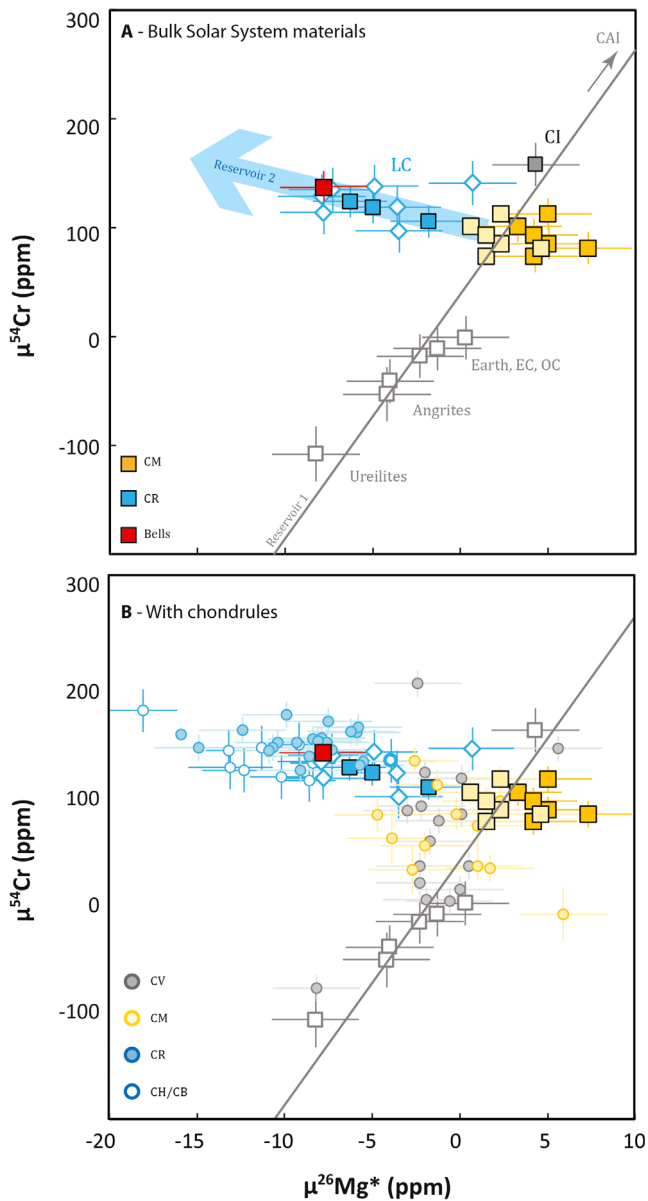 A - Bulk Solar System materials
CAI
CI
Reservoir 2
LC
Earth, EC, OC
Angrites
Ureilites
Reservoir 1
CM
CR
Bells
300
200
100
0
-100
μ⁵⁴Cr (ppm)
B - With chondrules
CV
CM
CR
CH/CB
300
200
100
0
-100
μ⁵⁴Cr (ppm)
-20 -15 -10 -5 0 5 10
μ²⁶Mg* (ppm)